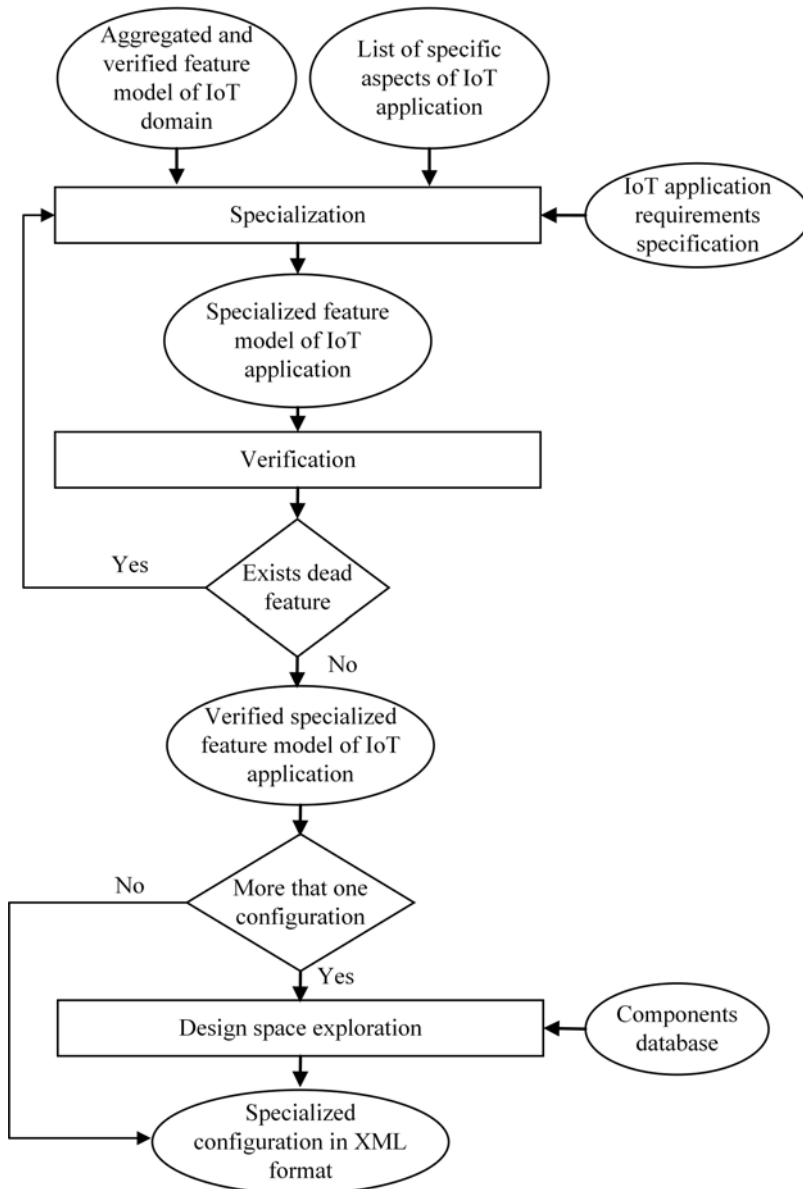 Aggregated and
verified feature
model of IoT
domain
List of specific
aspects of IoT
application
Specialization
IoT application
requirements
specification
Specialized feature
model of IoT
application
Verification
Yes
Exists dead
feature
No
Verified specialized
feature model of IoT
application
No
More that one
configuration
Yes
Design space exploration
Components
database
Specialized
configuration in XML
format